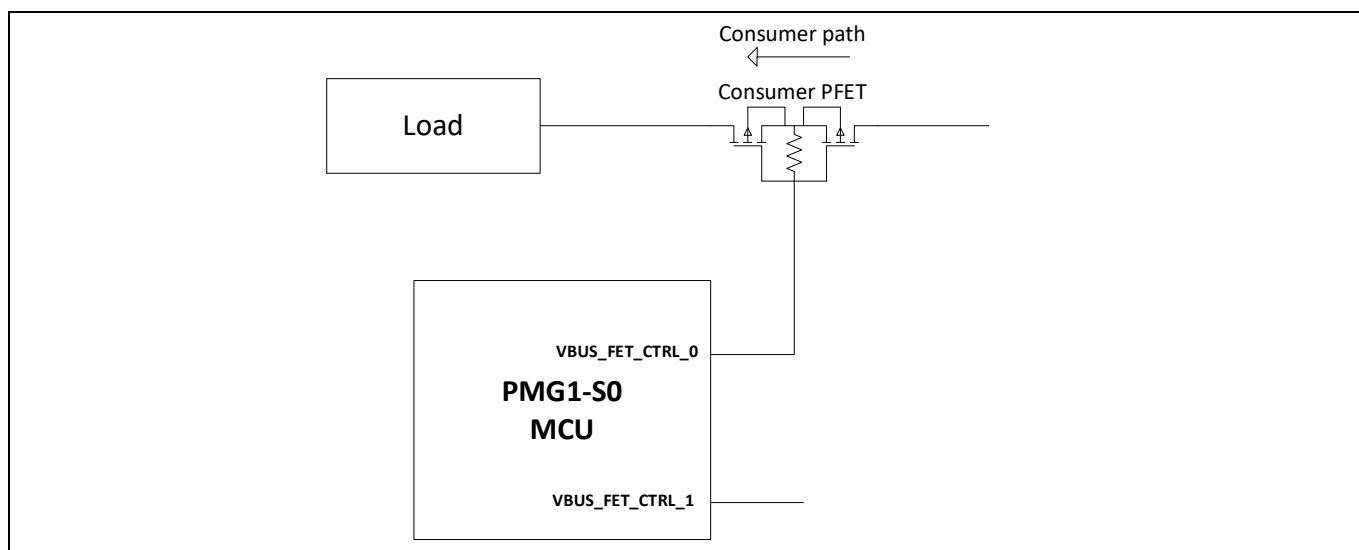 Consumer path
Consumer PFET
Load
VBUS_FET_CTRL_0
PMG1-S0
MCU
VBUS_FET_CTRL_1